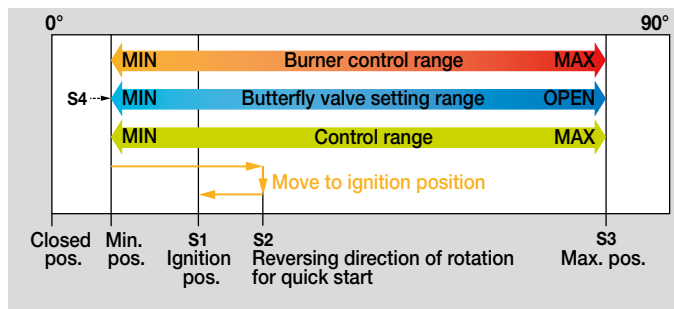 0° 90°
MIN Burner control range MAX
S4 MIN Butterfly valve setting range OPEN
MIN Control range MAX
Move to ignition position
Closed
pos.
Min.
pos.
S1
Ignition
pos.
S2
Reversing direction of rotation
for quick start
S3
Max. pos.